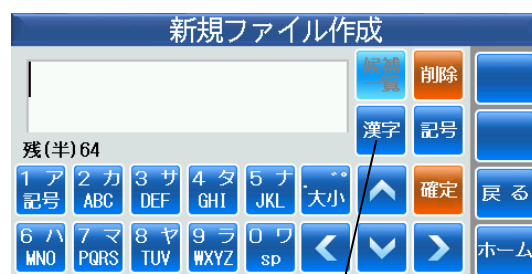 新規ファイル作成
候補一覧
削除
漢字
記号
残(半)64
1 ア 記号
2 カ ABC
3 サ DEF
4 タ GHI
5 ナ JKL
゛゜大小
確定
戻る
6 ハ MNO
7 マ PQRS
8 ヤ TUV
9 ラ WXYZ
0 ワ sp
ホーム